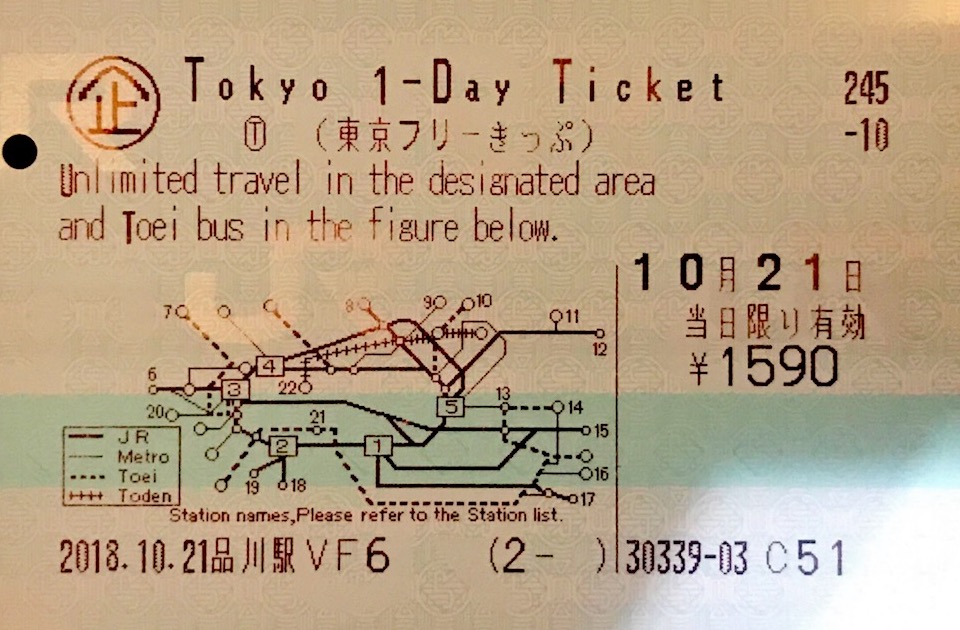 企 Tokyo 1-Day Ticket 245
Ⓣ (東京フリーきっぷ) -10
Unlimited travel in the designated area
and Toei bus in the figure below.
10月21日
当日限り有効
¥1590
7 8 9 10
11
12
4
22
6
3
20
5
13
14
21
15
2
1
16
19 18
17
JR
Metro
Toei
Toden
Station names,Please refer to the Station list.
2018.10.21品川駅VF6 (2- ) 30339-03 C51